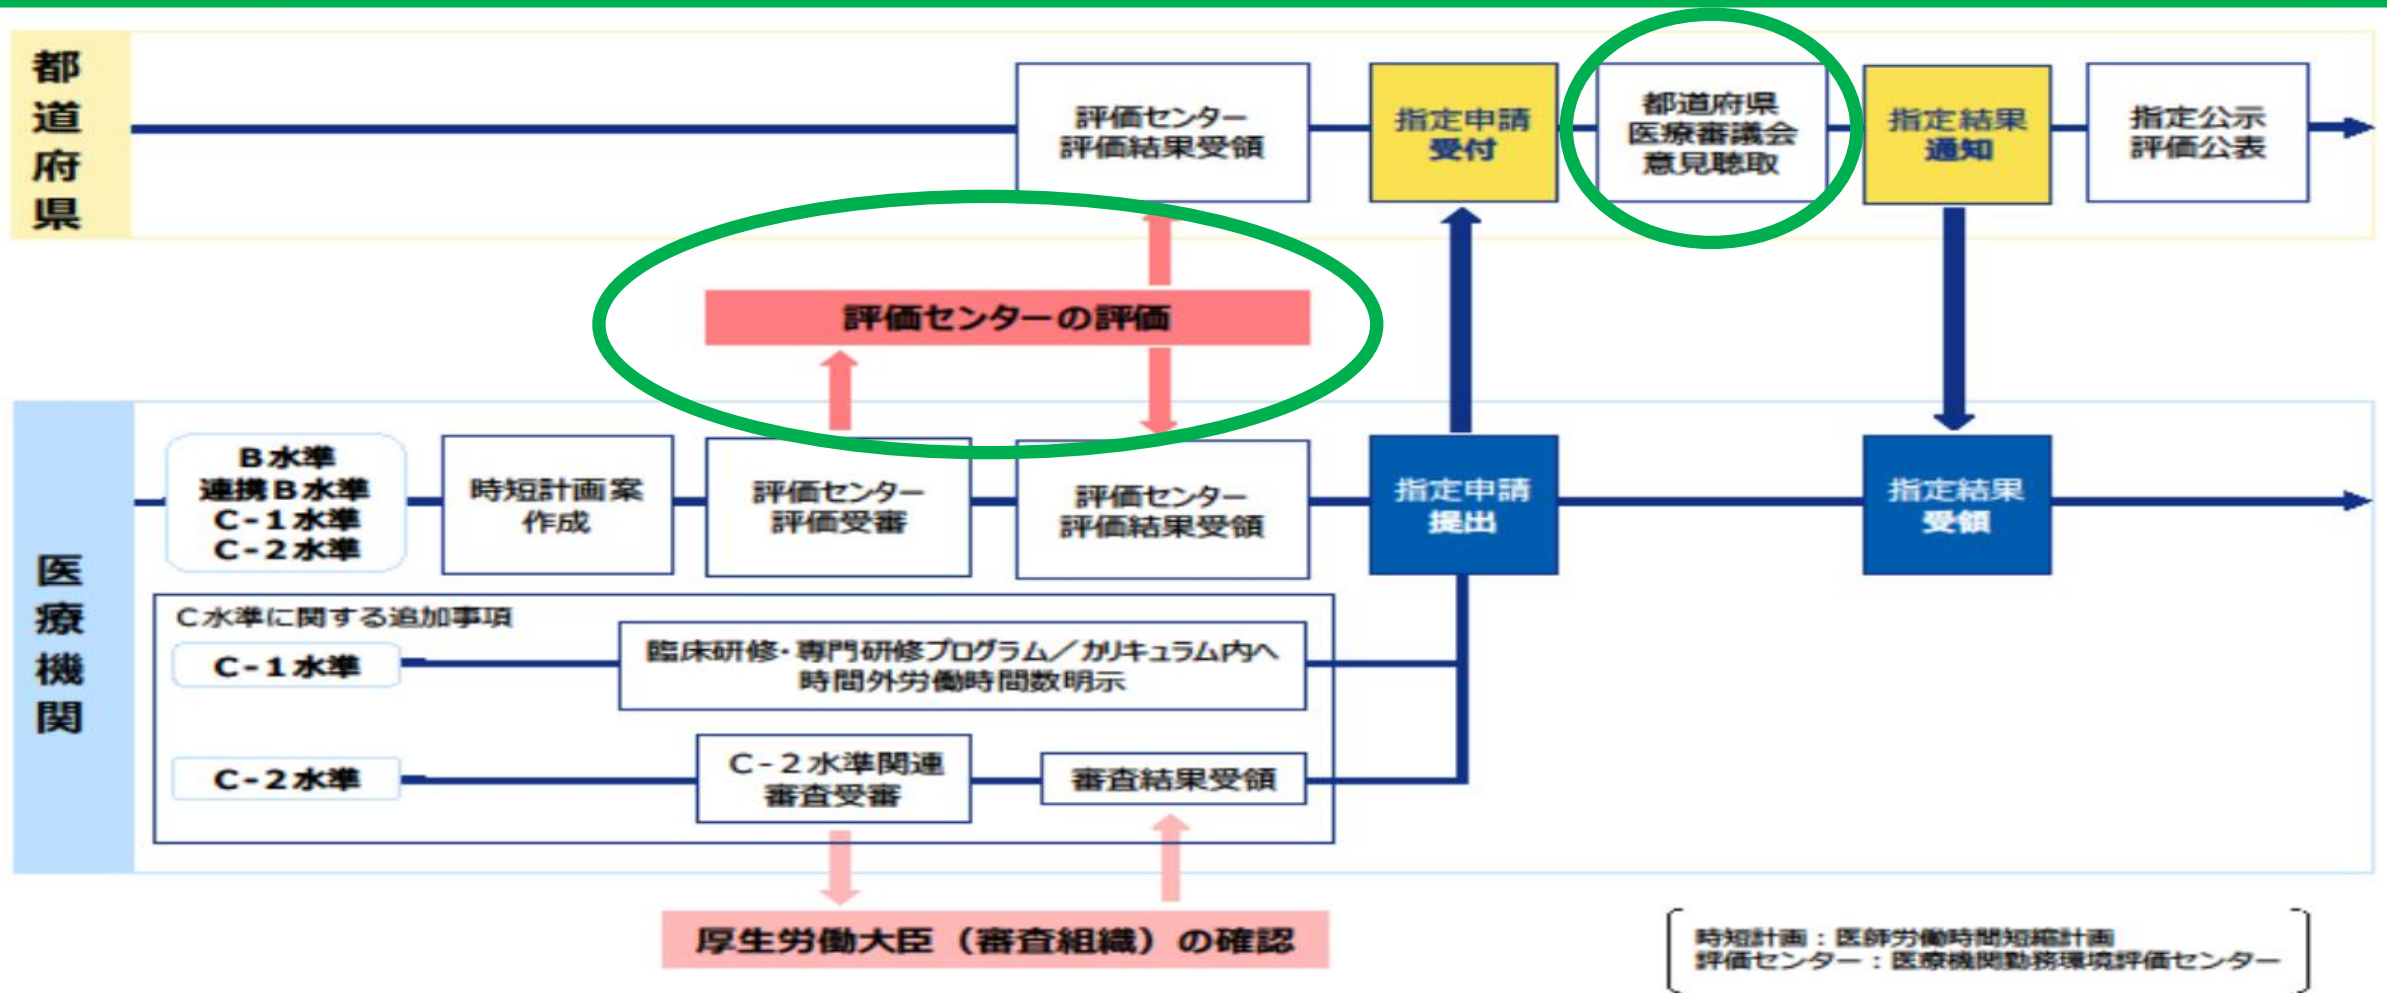 都道府県
評価センター
評価結果受領
指定申請
受付
都道府県
医療審議会
意見聴取
指定結果
通知
指定公示
評価公表
評価センターの評価
医療機関
B水準
連携B水準
C-1水準
C-2水準
時短計画案
作成
評価センター
評価受審
評価センター
評価結果受領
指定申請
提出
指定結果
受領
C水準に関する追加事項
C-1水準
臨床研修・専門研修プログラム／カリキュラム内へ
時間外労働時間数明示
C-2水準
C-2水準関連
審査受審
審査結果受領
厚生労働大臣（審査組織）の確認
時短計画：医師労働時間短縮計画
評価センター：医療機関勤務環境評価センター